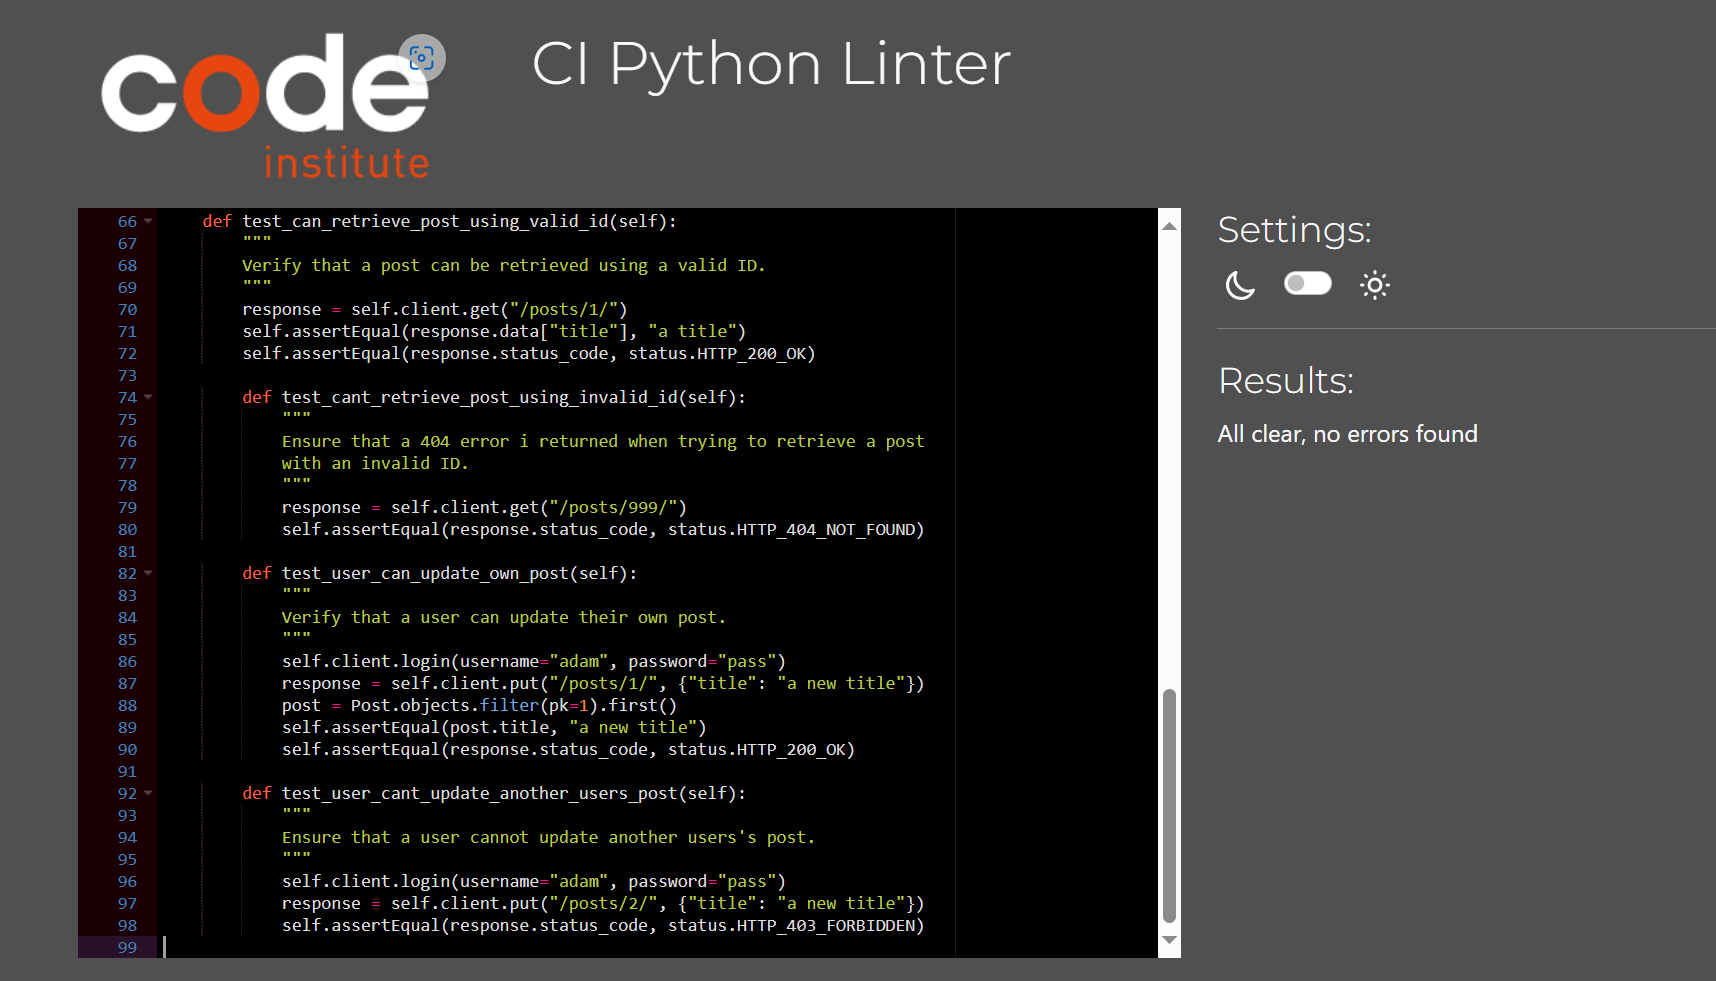 code
institute
CI Python Linter
66 def test_can_retrieve_post_using_valid_id(self):
67 """
68 Verify that a post can be retrieved using a valid ID.
69 """
70 response = self.client.get("/posts/1/")
71 self.assertEqual(response.data["title"], "a title")
72 self.assertEqual(response.status_code, status.HTTP_200_OK)
73
74 def test_cant_retrieve_post_using_invalid_id(self):
75 """
76 Ensure that a 404 error i returned when trying to retrieve a post
77 with an invalid ID.
78 """
79 response = self.client.get("/posts/999/")
80 self.assertEqual(response.status_code, status.HTTP_404_NOT_FOUND)
81
82 def test_user_can_update_own_post(self):
83 """
84 Verify that a user can update their own post.
85 """
86 self.client.login(username="adam", password="pass")
87 response = self.client.put("/posts/1/", {"title": "a new title"})
88 post = Post.objects.filter(pk=1).first()
89 self.assertEqual(post.title, "a new title")
90 self.assertEqual(response.status_code, status.HTTP_200_OK)
91
92 def test_user_cant_update_another_users_post(self):
93 """
94 Ensure that a user cannot update another users's post.
95 """
96 self.client.login(username="adam", password="pass")
97 response = self.client.put("/posts/2/", {"title": "a new title"})
98 self.assertEqual(response.status_code, status.HTTP_403_FORBIDDEN)
99
Settings:
Results:
All clear, no errors found